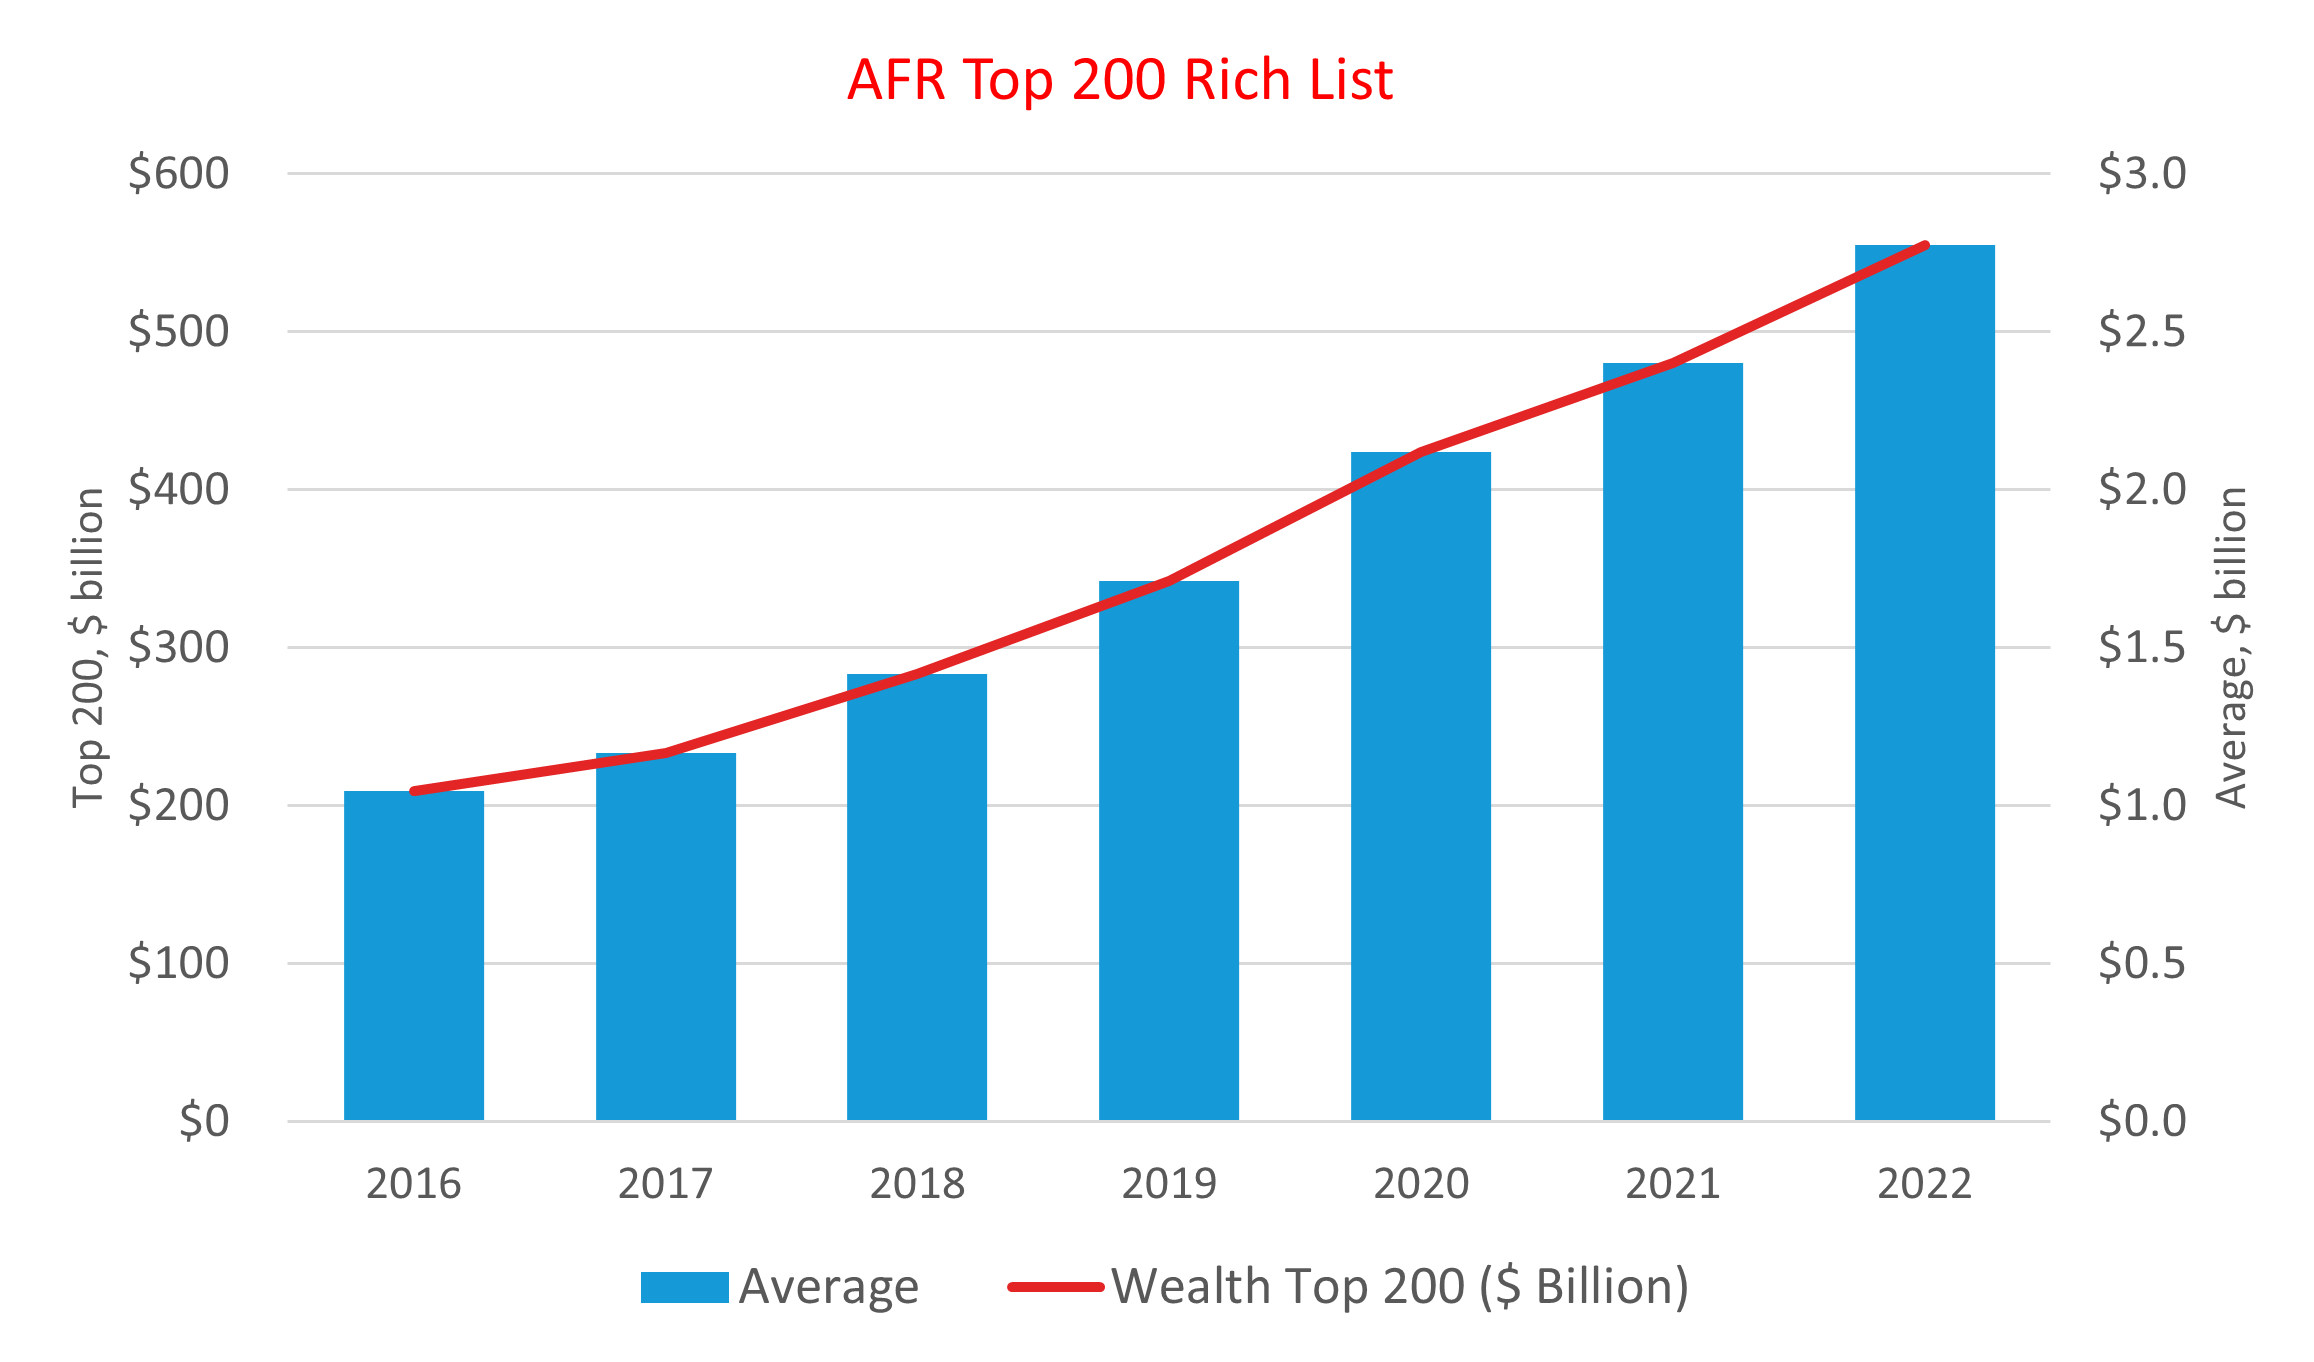 AFR Top 200 Rich List
$600
$500
$400
$300
$200
$100
$0
Top 200, $ billion
$3.0
$2.5
$2.0
$1.5
$1.0
$0.5
$0.0
Average, $ billion
2016 2017 2018 2019 2020 2021 2022
Average Wealth Top 200 ($ Billion)